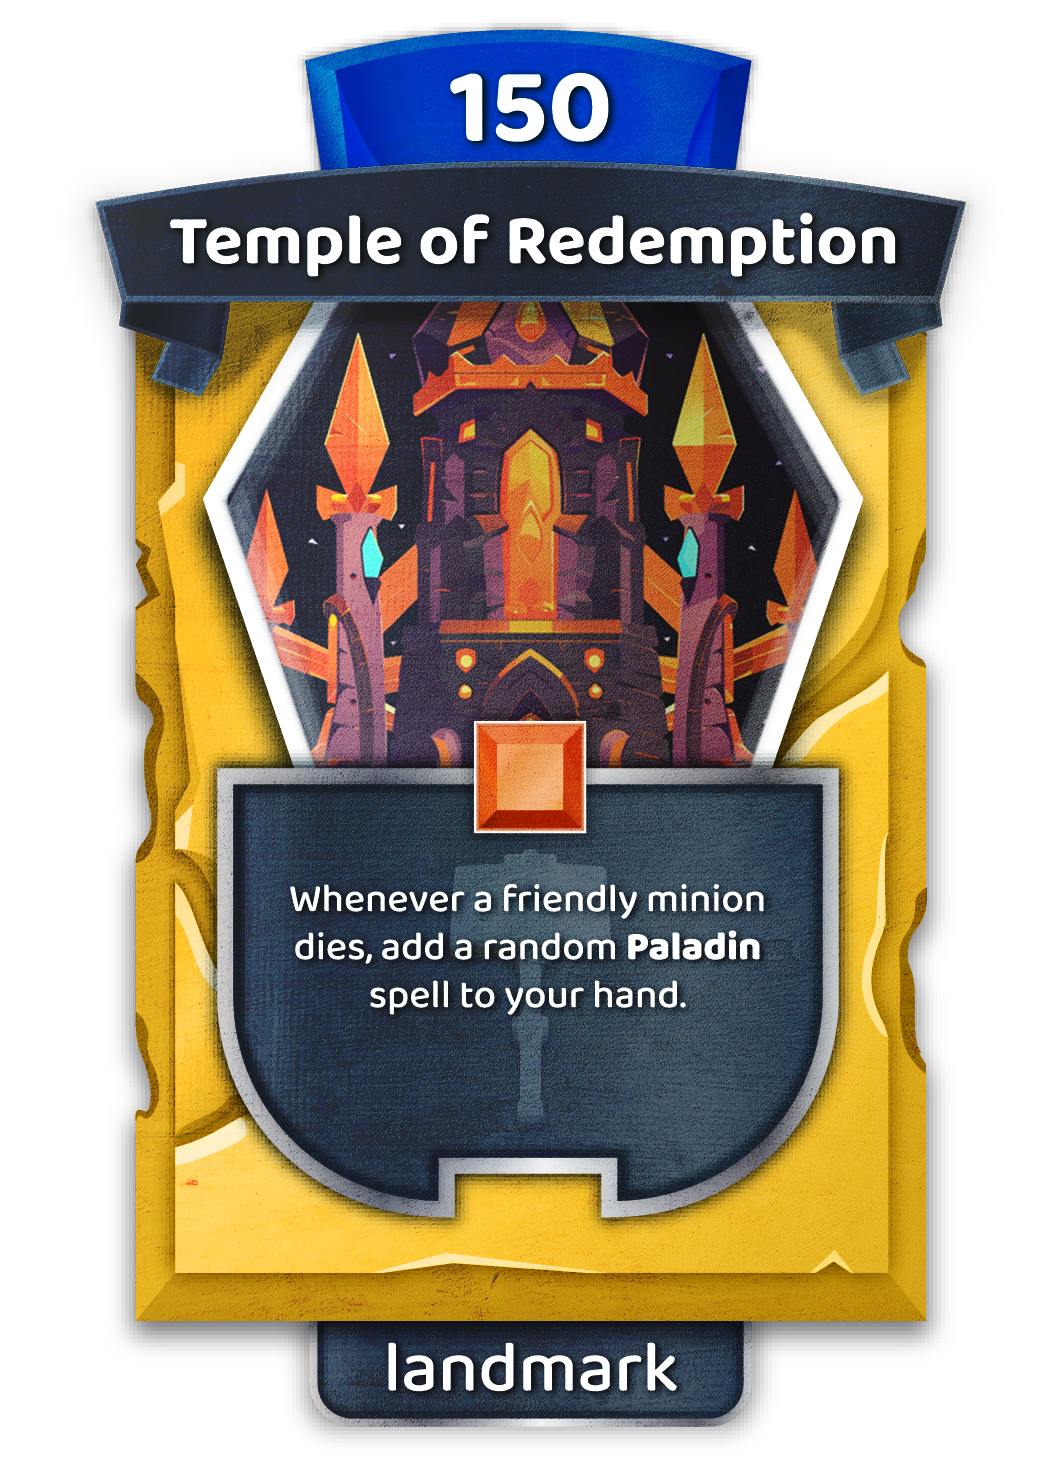 150
Temple of Redemption
Whenever a friendly minion
dies, add a random Paladin
spell to your hand.
landmark